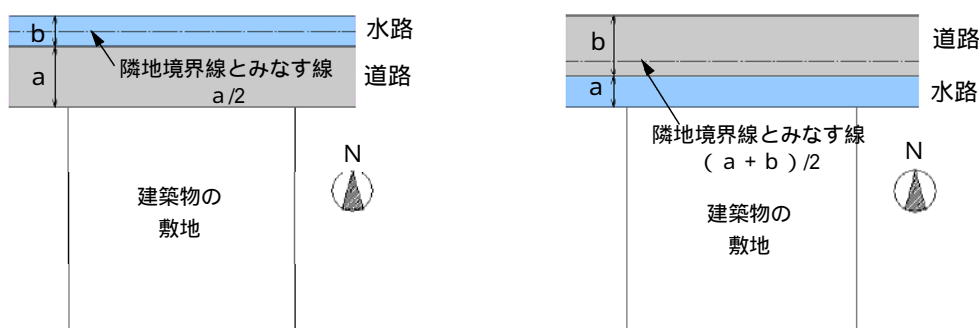 b
水路
隣地境界線とみなす線
a
a/2
道路
N
建築物の
敷地
b
道路
a
水路
隣地境界線とみなす線
( a + b ) /2
N
建築物の
敷地